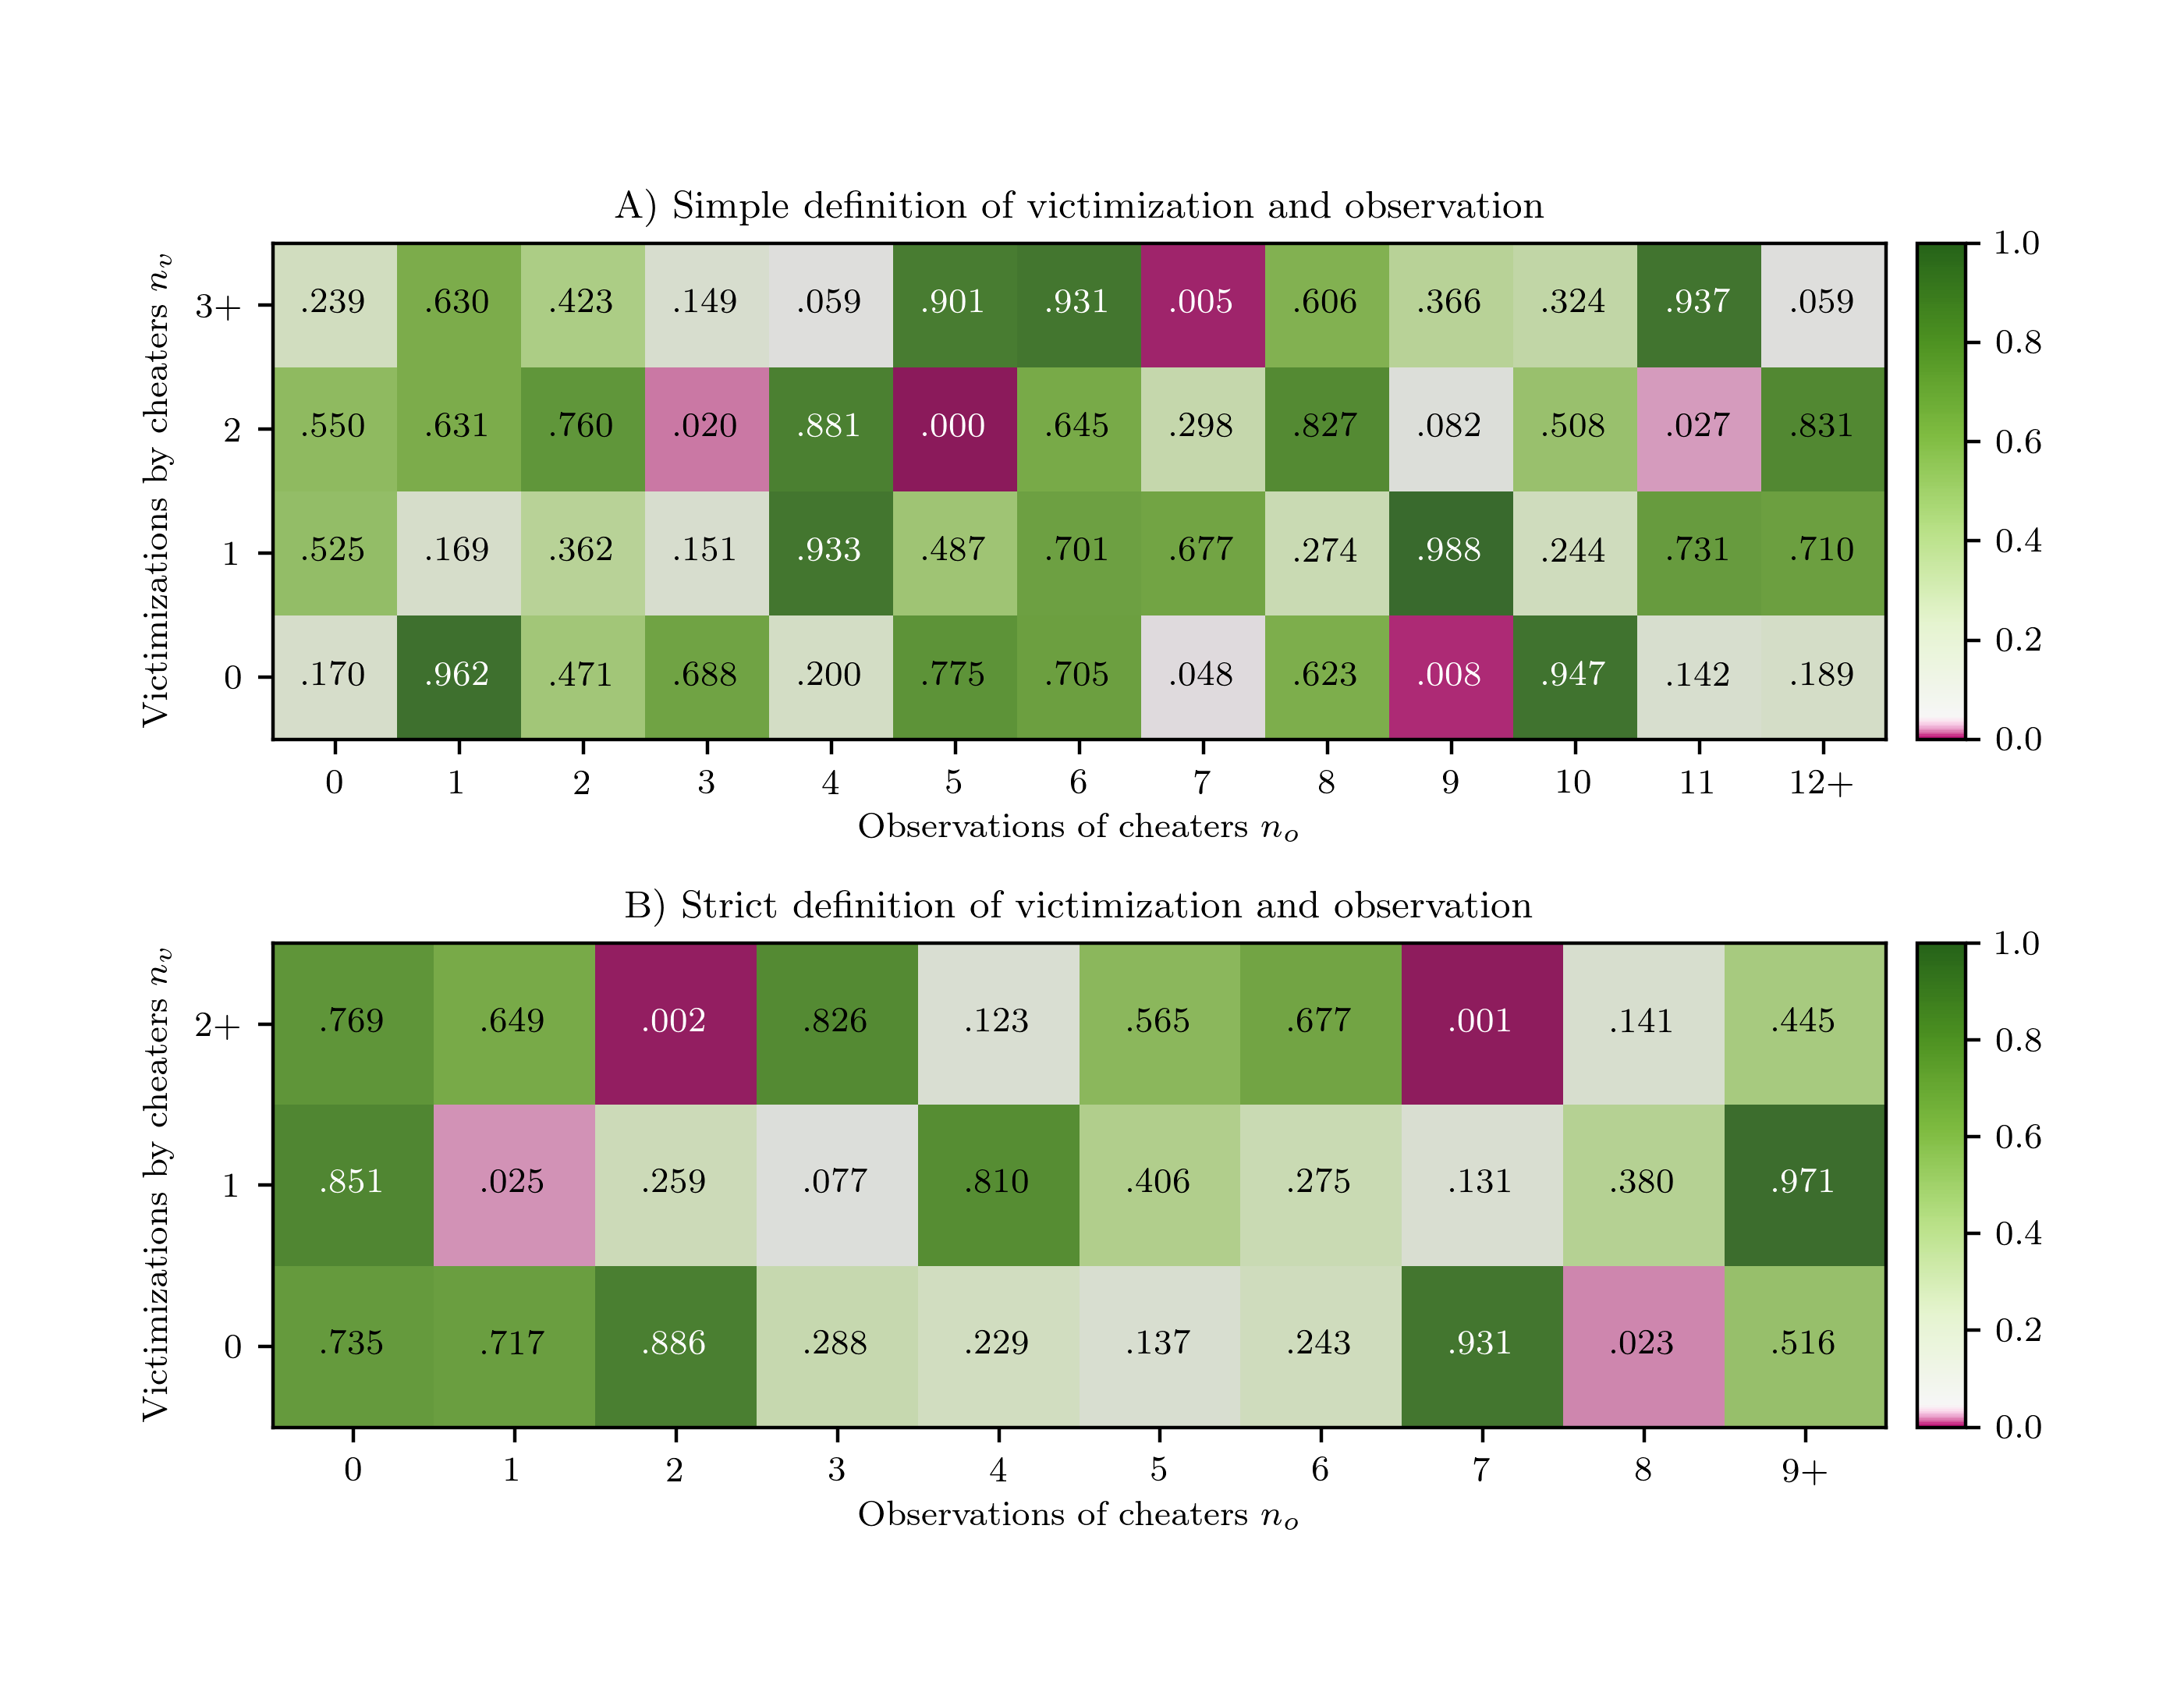 A) Simple definition of victimization and observation
Victimizations by cheaters n_v
3+ .239 .630 .423 .149 .059 .901 .931 .005 .606 .366 .324 .937 .059
2 .550 .631 .760 .020 .881 .000 .645 .298 .827 .082 .508 .027 .831
1 .525 .169 .362 .151 .933 .487 .701 .677 .274 .988 .244 .731 .710
0 .170 .962 .471 .688 .200 .775 .705 .048 .623 .008 .947 .142 .189
0 1 2 3 4 5 6 7 8 9 10 11 12+
Observations of cheaters n_o
1.0
0.8
0.6
0.4
0.2
0.0
B) Strict definition of victimization and observation
Victimizations by cheaters n_v
2+ .769 .649 .002 .826 .123 .565 .677 .001 .141 .445
1 .851 .025 .259 .077 .810 .406 .275 .131 .380 .971
0 .735 .717 .886 .288 .229 .137 .243 .931 .023 .516
0 1 2 3 4 5 6 7 8 9+
Observations of cheaters n_o
1.0
0.8
0.6
0.4
0.2
0.0